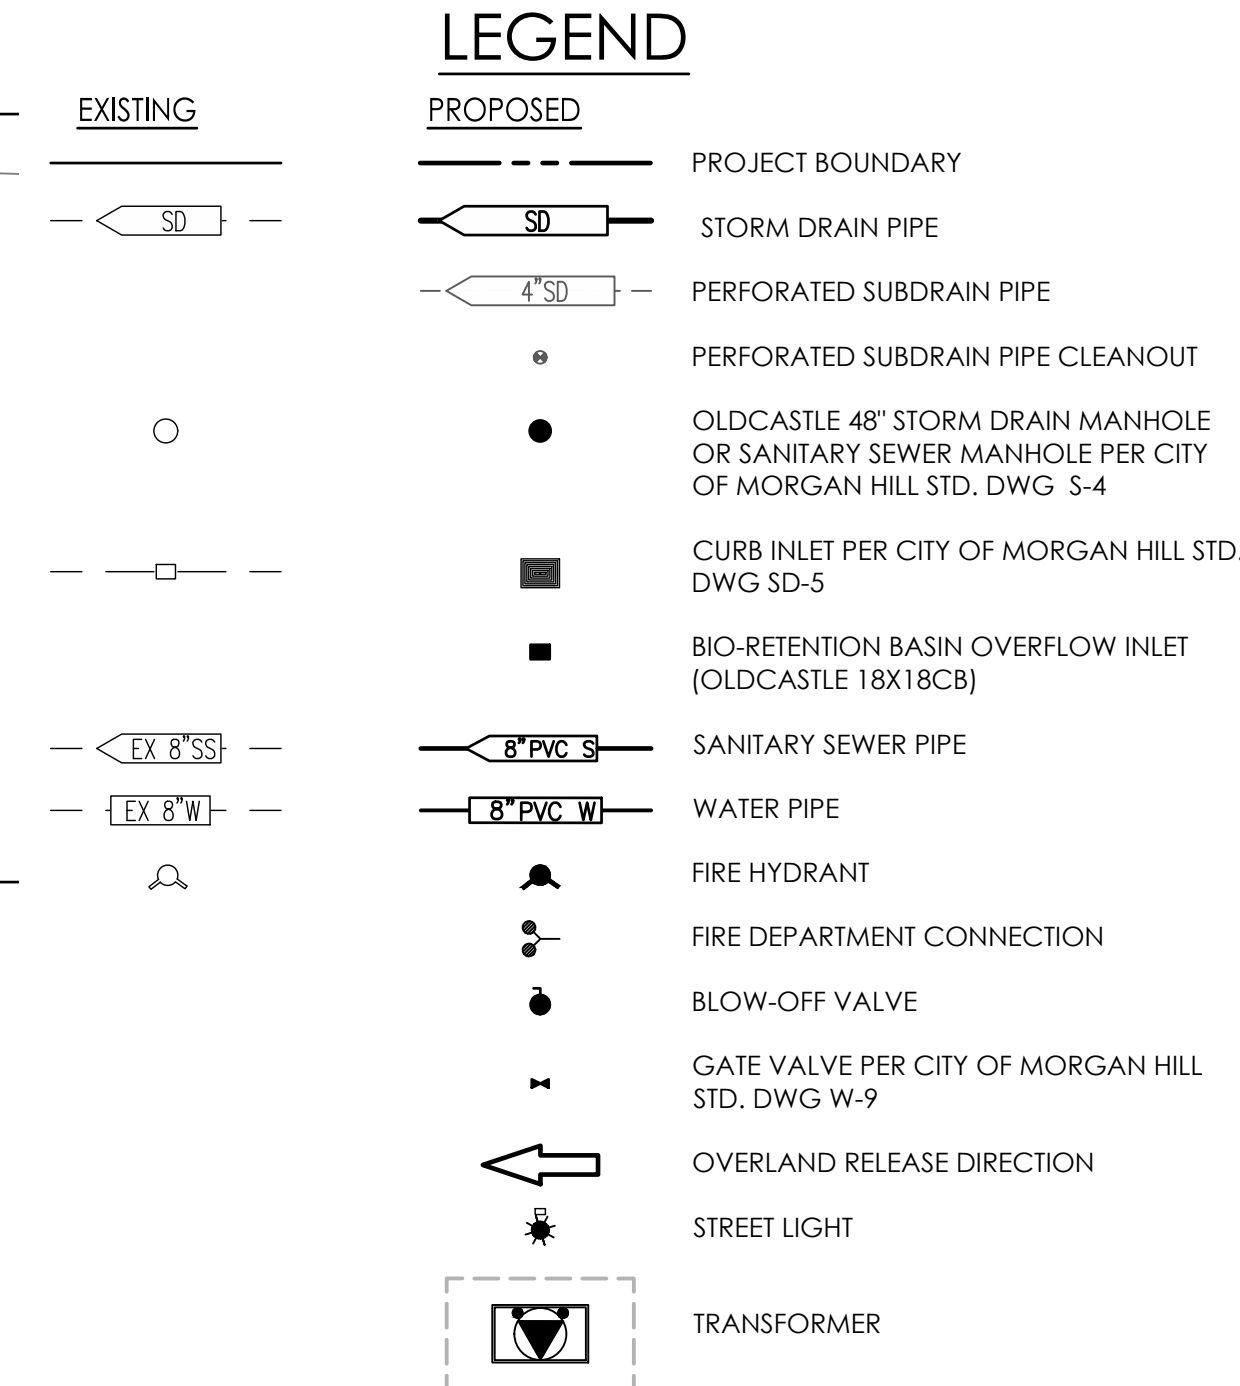 LEGEND
EXISTING PROPOSED
PROJECT BOUNDARY
SD SD STORM DRAIN PIPE
4"SD PERFORATED SUBDRAIN PIPE
PERFORATED SUBDRAIN PIPE CLEANOUT
OLDCASTLE 48" STORM DRAIN MANHOLE
OR SANITARY SEWER MANHOLE PER CITY
OF MORGAN HILL STD. DWG S-4
CURB INLET PER CITY OF MORGAN HILL STD.
DWG SD-5
BIO-RETENTION BASIN OVERFLOW INLET
(OLDCASTLE 18X18CB)
EX 8"SS 8"PVC S SANITARY SEWER PIPE
EX 8"W 8"PVC W WATER PIPE
FIRE HYDRANT
FIRE DEPARTMENT CONNECTION
BLOW-OFF VALVE
GATE VALVE PER CITY OF MORGAN HILL
STD. DWG W-9
OVERLAND RELEASE DIRECTION
STREET LIGHT
TRANSFORMER